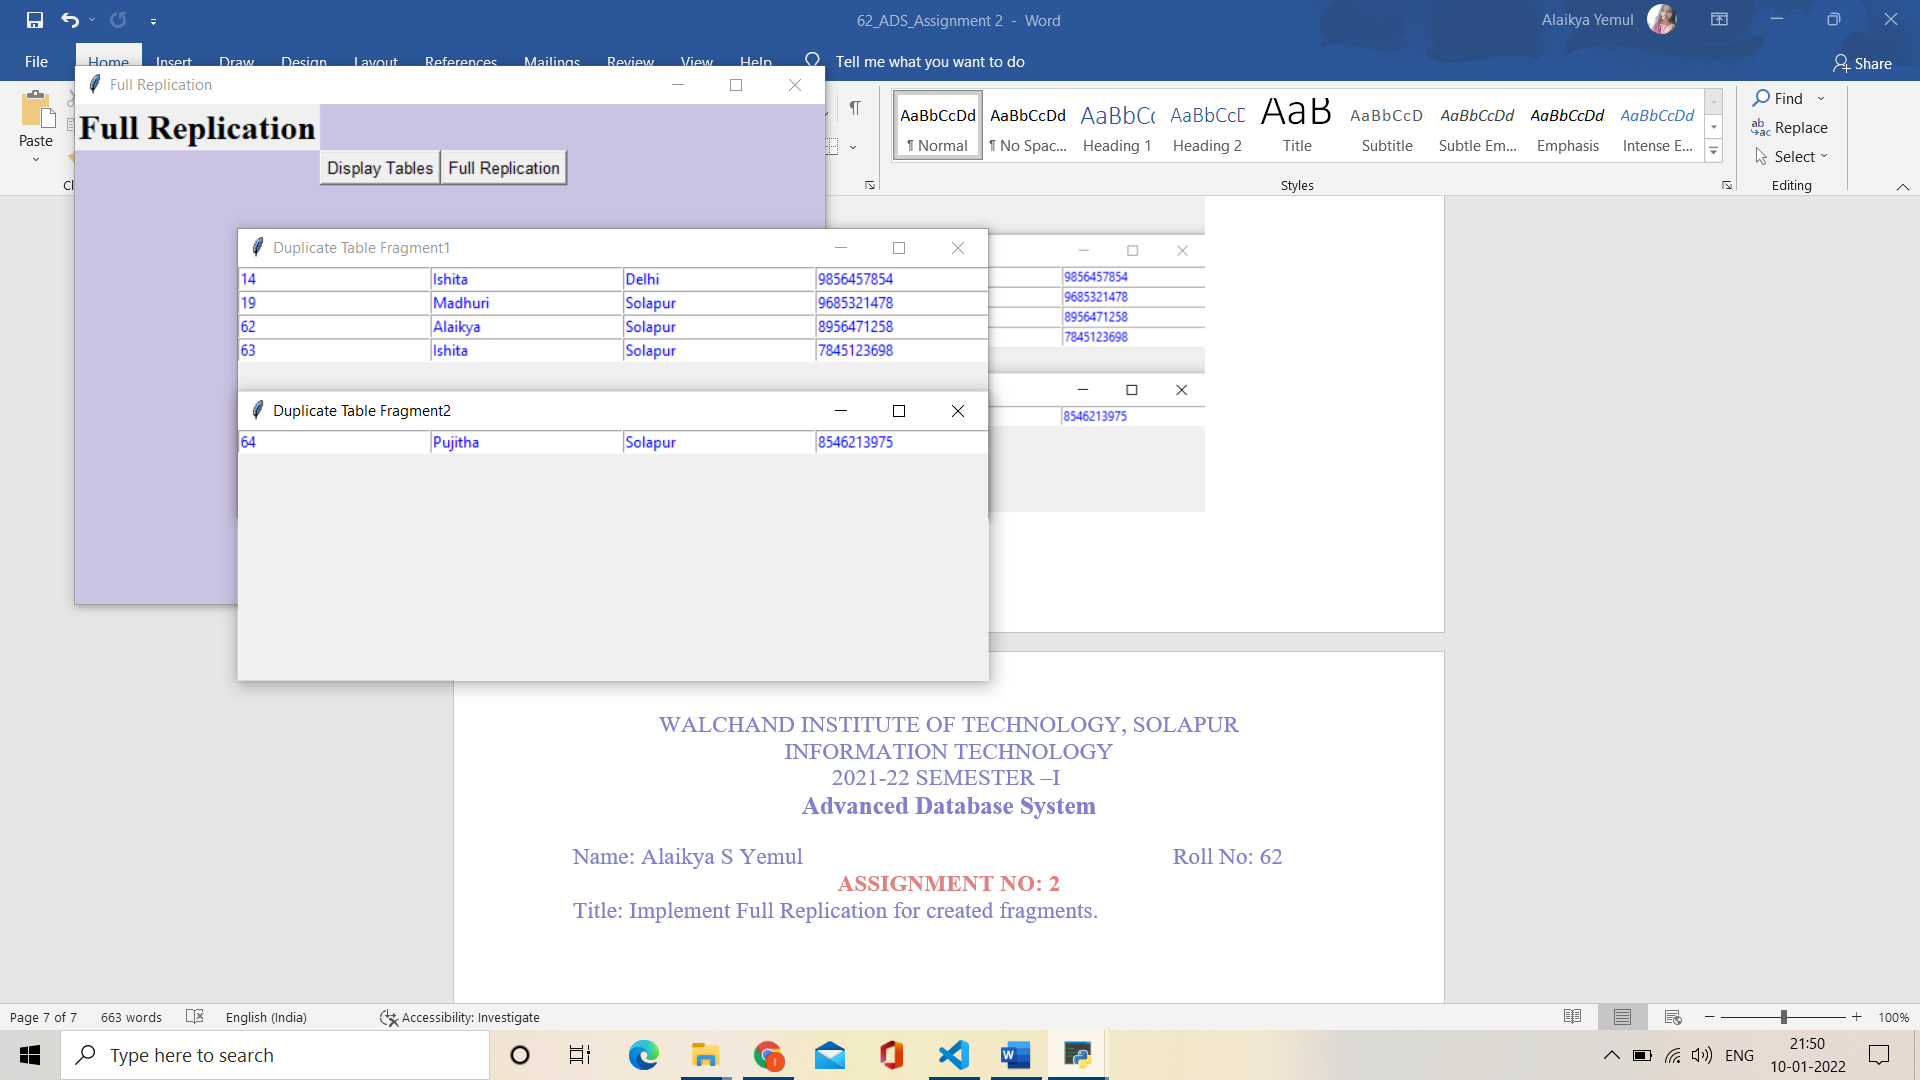 62_ADS_Assignment 2 - Word
Alaikya Yemul
File
Home
Insert
Draw
Design
Layout
References
Mailings
Review
View
Help
Tell me what you want to do
Share
Paste
AaBbCcDd
¶ Normal
AaBbCcDd
¶ No Spac...
Heading 1
Heading 2
AaB
Title
AaBbCcD
Subtitle
AaBbCcDd
Subtle Em...
AaBbCcDd
Emphasis
AaBbCcDd
Intense E...
Styles
Find
Replace
Select
Editing
Full Replication
Full Replication
Display Tables
Full Replication
Duplicate Table Fragment1
14 Ishita Delhi 9856457854
19 Madhuri Solapur 9685321478
62 Alaikya Solapur 8956471258
63 Ishita Solapur 7845123698
Duplicate Table Fragment2
64 Pujitha Solapur 8546213975
9856457854
9685321478
8956471258
7845123698
8546213975
WALCHAND INSTITUTE OF TECHNOLOGY, SOLAPUR
INFORMATION TECHNOLOGY
2021-22 SEMESTER –I
Advanced Database System
Name: Alaikya S Yemul Roll No: 62
ASSIGNMENT NO: 2
Title: Implement Full Replication for created fragments.
Page 7 of 7
663 words
English (India)
Accessibility: Investigate
100%
Type here to search
ENG
21:50
10-01-2022